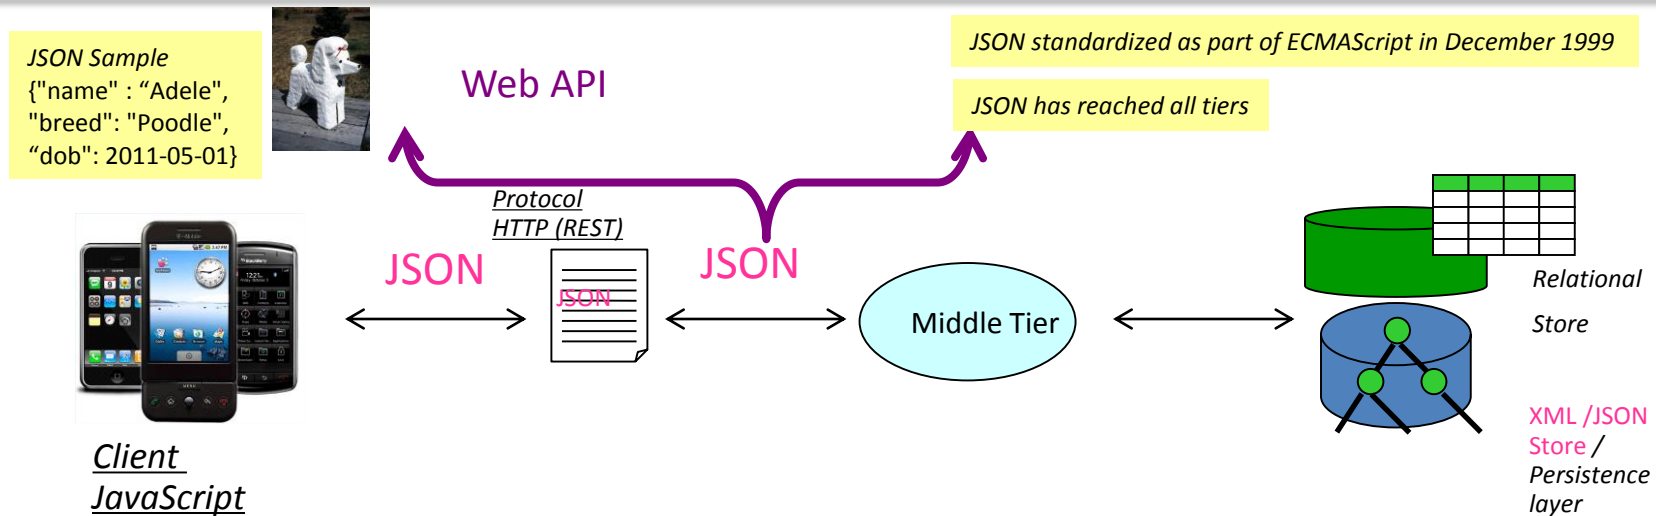 JSON Sample
{"name" : “Adele",
"breed": "Poodle",
“dob": 2011-05-01}
Web API
JSON standardized as part of ECMAScript in December 1999
JSON has reached all tiers
Protocol
HTTP (REST)
JSON
JSON
JSON
Middle Tier
Relational
Store
XML /JSON
Store /
Persistence
layer
Client
JavaScript